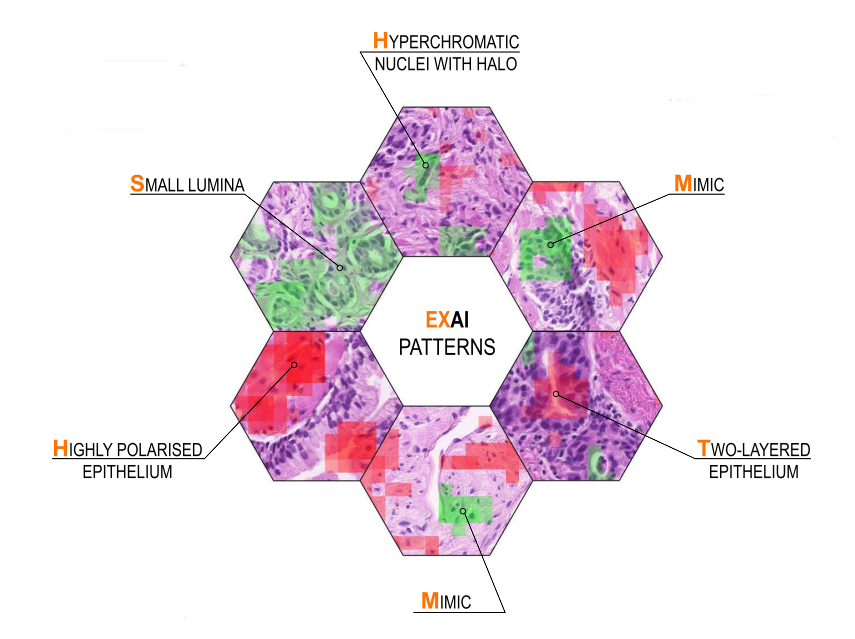 HYPERCHROMATIC
NUCLEI WITH HALO
SMALL LUMINA
MIMIC
EXAI
PATTERNS
HIGHLY POLARISED
EPITHELIUM
TWO-LAYERED
EPITHELIUM
MIMIC